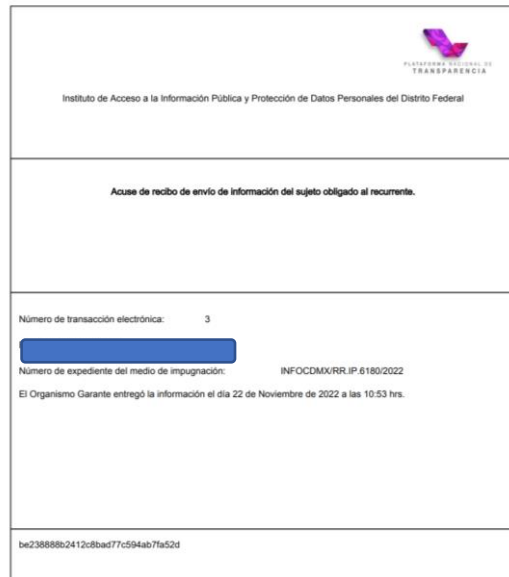 PLATAFORMA NACIONAL DE
TRANSPARENCIA
Instituto de Acceso a la Información Pública y Protección de Datos Personales del Distrito Federal
Acuse de recibo de envío de información del sujeto obligado al recurrente.
Número de transacción electrónica: 3
Número de expediente del medio de impugnación: INFOCDMX/RR.IP.6180/2022
El Organismo Garante entregó la información el día 22 de Noviembre de 2022 a las 10:53 hrs.
be238888b2412c8bad77c594ab7fa52d